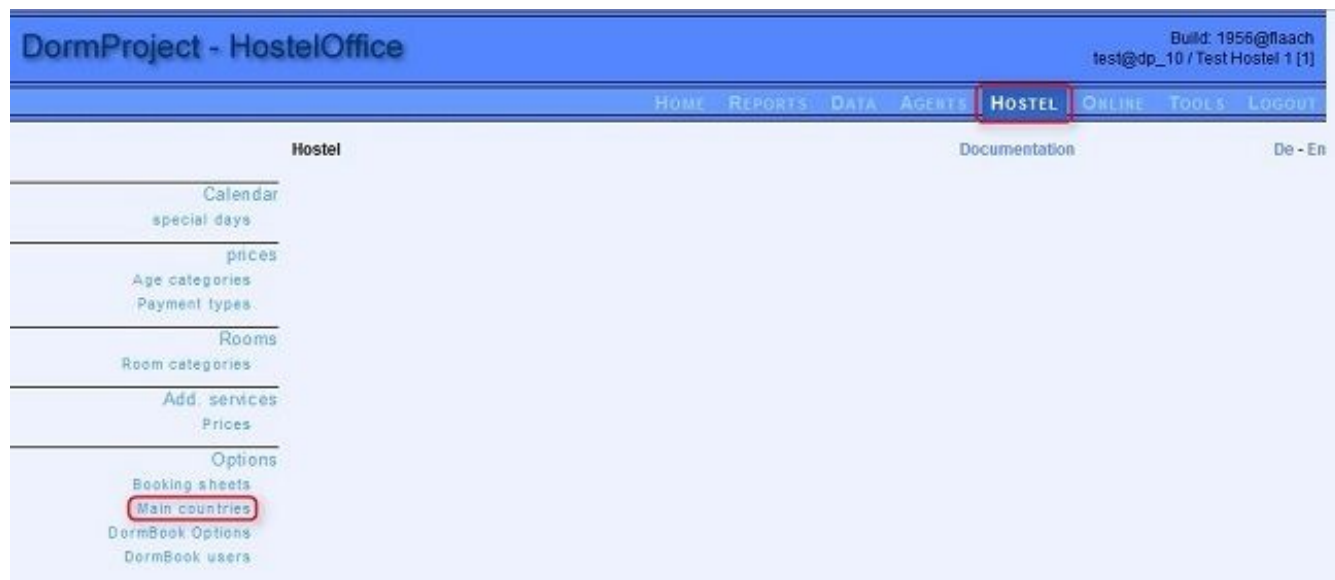 DormProject - HostelOffice
Build: 1956@flaach
test@dp_10 / Test Hostel 1 [1]
HOME REPORTS DATA AGENTS HOSTEL ONLINE TOOLS LOGOUT
Hostel Documentation De - En
Calendar
special days
prices
Age categories
Payment types
Rooms
Room categories
Add. services
Prices
Options
Booking sheets
Main countries
DormBook Options
DormBook users